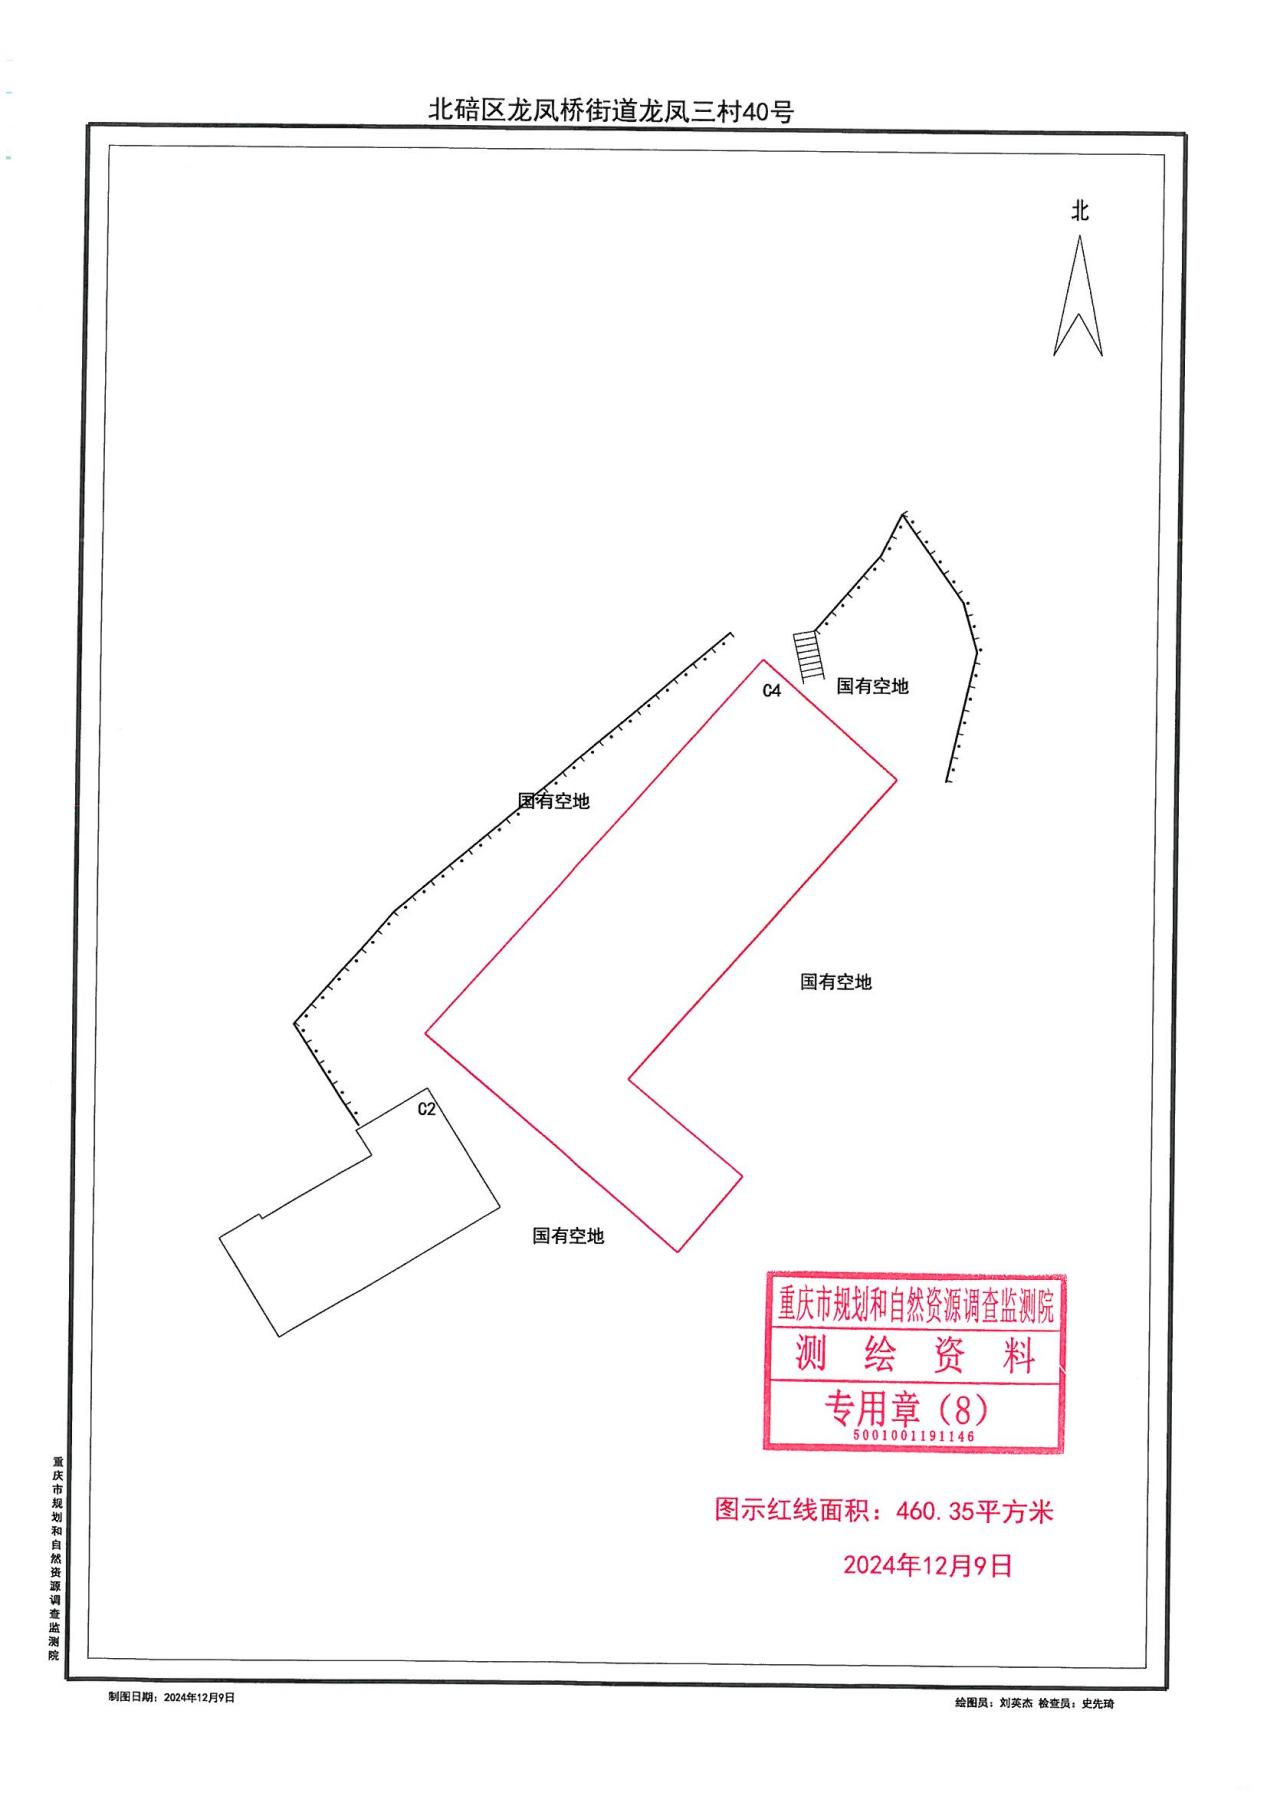 北碚区龙凤桥街道龙凤三村40号
北
C4
国有空地
国有空地
国有空地
C2
国有空地
重庆市规划和自然资源调查监测院
测绘资料
专用章（8）
5001001191146
图示红线面积：460.35平方米
2024年12月9日
重庆市规划和自然资源调查监测院
制图日期：2024年12月9日
绘图员：刘英杰 检查员：史先琦